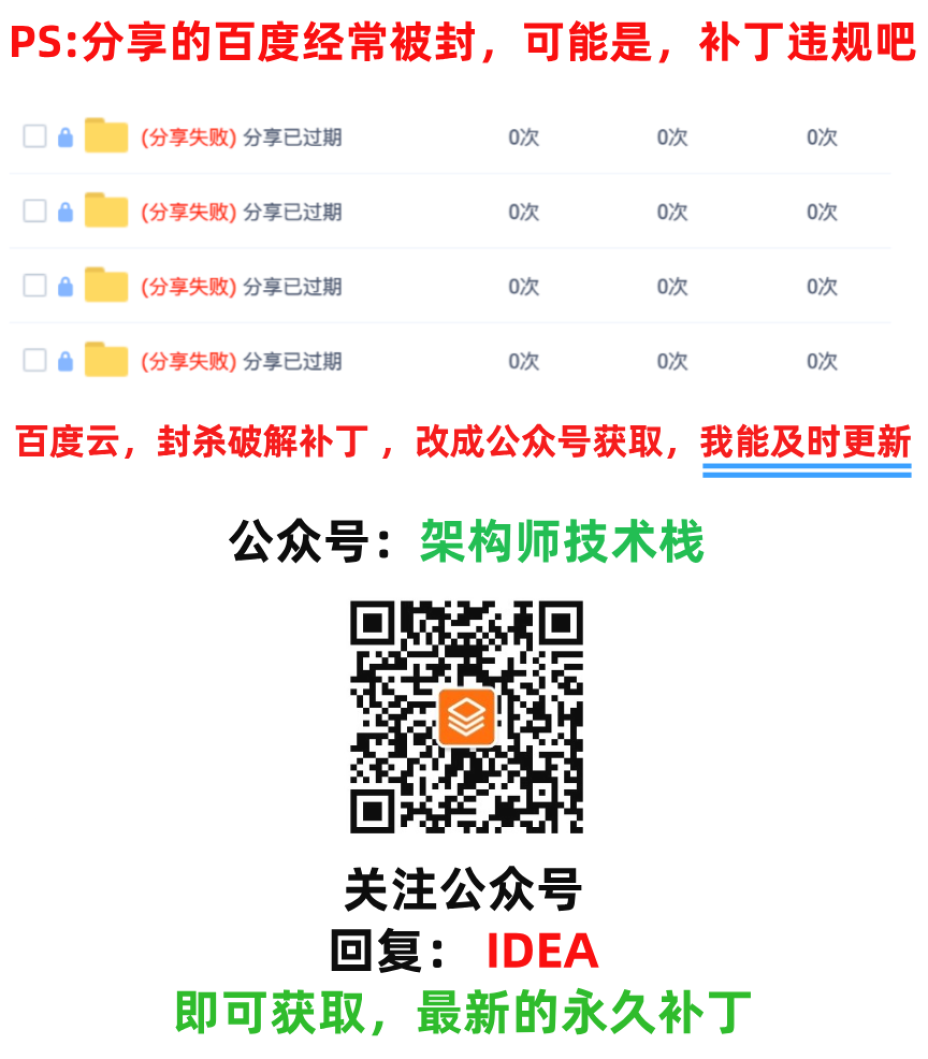 PS:分享的百度经常被封，可能是，补丁违规吧
(分享失败) 分享已过期 0次 0次 0次
(分享失败) 分享已过期 0次 0次 0次
(分享失败) 分享已过期 0次 0次 0次
(分享失败) 分享已过期 0次 0次 0次
百度云，封杀破解补丁 ，改成公众号获取，我能及时更新
公众号：架构师技术栈
关注公众号
回复： IDEA
即可获取，最新的永久补丁